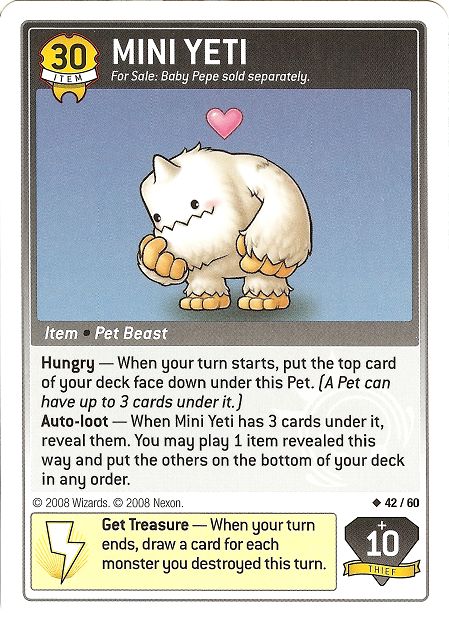 30
ITEM
MINI YETI
For Sale: Baby Pepe sold separately.
Item • Pet Beast
Hungry — When your turn starts, put the top card
of your deck face down under this Pet. (A Pet can
have up to 3 cards under it.)
Auto-loot — When Mini Yeti has 3 cards under it,
reveal them. You may play 1 item revealed this
way and put the others on the bottom of your deck
in any order.
© 2008 Wizards. © 2008 Nexon.
◆ 42 / 60
Get Treasure — When your turn
ends, draw a card for each
monster you destroyed this turn.
+
10
THIEF